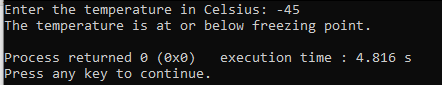 Enter the temperature in Celsius: -45
The temperature is at or below freezing point.
Process returned 0 (0x0)   execution time : 4.816 s
Press any key to continue.